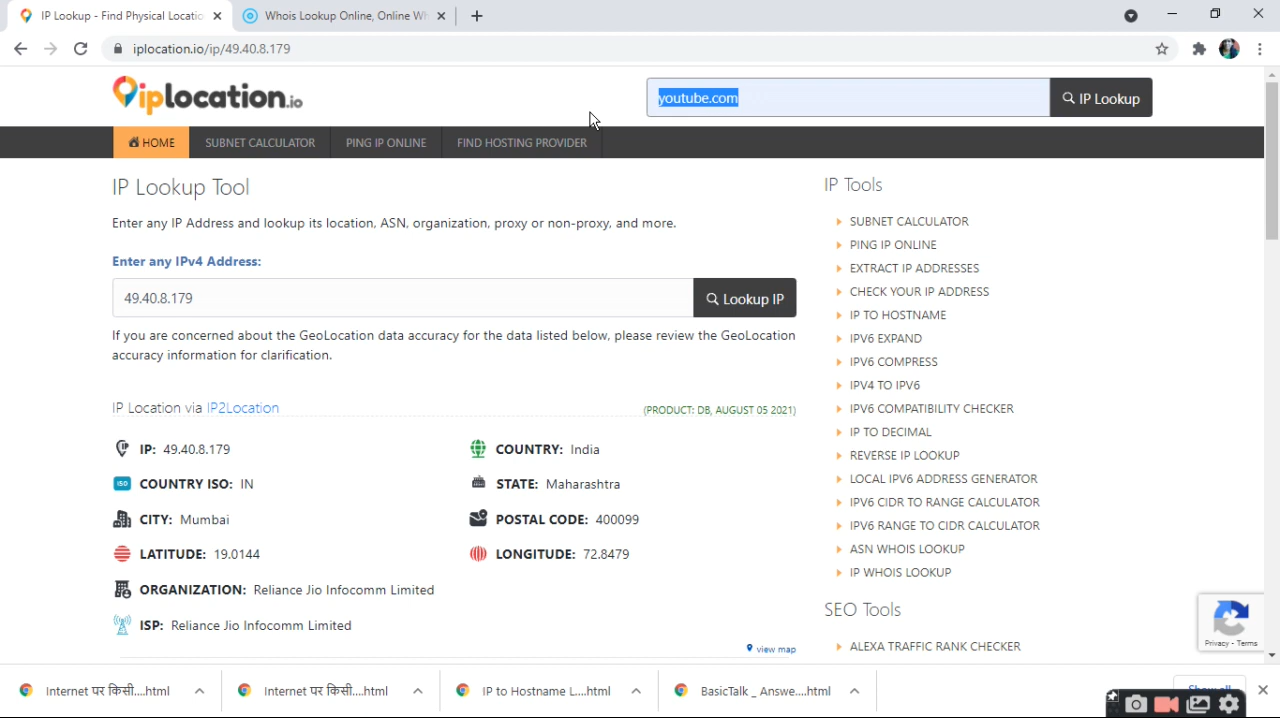 IP Lookup - Find Physical Locatio
Whois Lookup Online, Online Wh
iplocation.io/ip/49.40.8.179
iplocation.io
youtube.com
IP Lookup
HOME
SUBNET CALCULATOR
PING IP ONLINE
FIND HOSTING PROVIDER
IP Lookup Tool
Enter any IP Address and lookup its location, ASN, organization, proxy or non-proxy, and more.
Enter any IPv4 Address:
49.40.8.179
Lookup IP
If you are concerned about the GeoLocation data accuracy for the data listed below, please review the GeoLocation
accuracy information for clarification.
IP Location via IP2Location
(PRODUCT: DB, AUGUST 05 2021)
IP: 49.40.8.179
COUNTRY: India
ISO
COUNTRY ISO: IN
STATE: Maharashtra
CITY: Mumbai
POSTAL CODE: 400099
LATITUDE: 19.0144
LONGITUDE: 72.8479
ORGANIZATION: Reliance Jio Infocomm Limited
ISP: Reliance Jio Infocomm Limited
view map
IP Tools
SUBNET CALCULATOR
PING IP ONLINE
EXTRACT IP ADDRESSES
CHECK YOUR IP ADDRESS
IP TO HOSTNAME
IPV6 EXPAND
IPV6 COMPRESS
IPV4 TO IPV6
IPV6 COMPATIBILITY CHECKER
IP TO DECIMAL
REVERSE IP LOOKUP
LOCAL IPV6 ADDRESS GENERATOR
IPV6 CIDR TO RANGE CALCULATOR
IPV6 RANGE TO CIDR CALCULATOR
ASN WHOIS LOOKUP
IP WHOIS LOOKUP
SEO Tools
ALEXA TRAFFIC RANK CHECKER
Privacy - Terms
Internet पर किसी....html
Internet पर किसी....html
IP to Hostname L....html
BasicTalk _ Answe....html
Show all